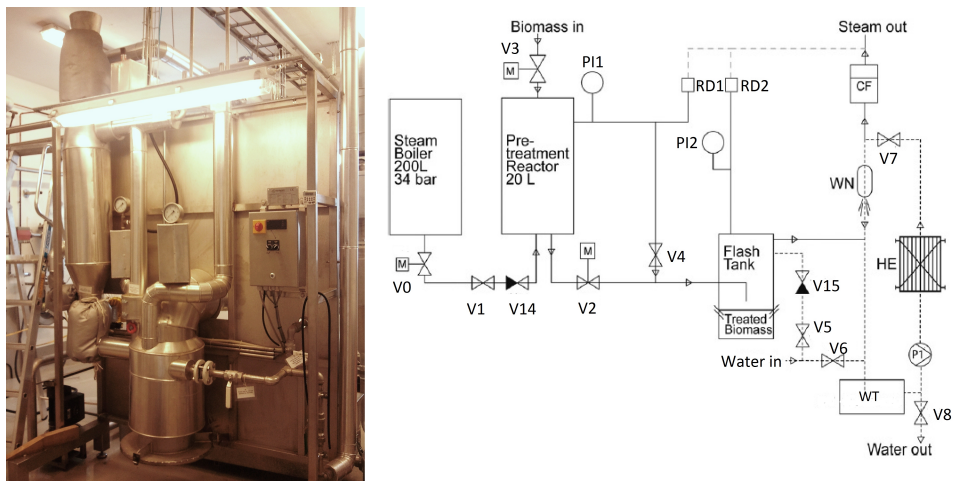 Biomass in
V3
M
PI1
Steam
Boiler
200L
34 bar
Pre-
treatment
Reactor
20 L
RD1
RD2
PI2
Steam out
CF
V7
WN
HE
M
V0
V1
V14
M
V2
V4
Flash
Tank
Treated
Biomass
V15
V5
Water in
V6
P1
WT
V8
Water out